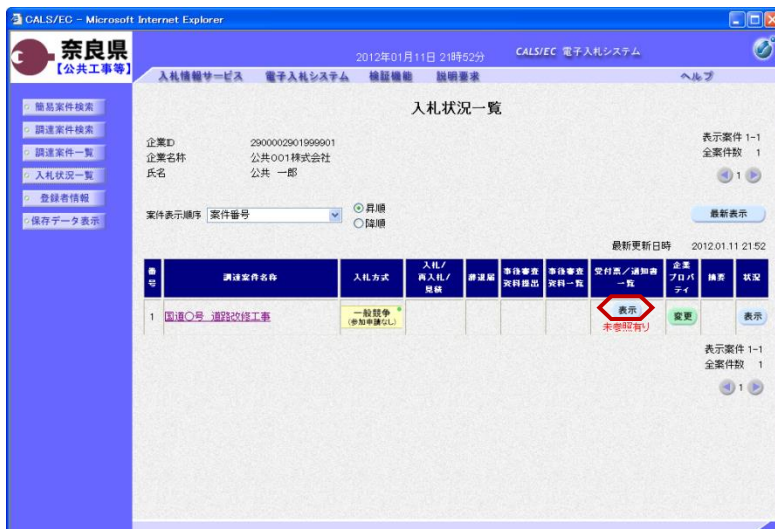 CALS/EC - Microsoft Internet Explorer
奈良県
【公共工事等】
2012年01月11日 21時52分
CALS/EC 電子入札システム
入札情報サービス 電子入札システム 検証機能 説明要求 ヘルプ
簡易案件検索
調達案件検索
調達案件一覧
入札状況一覧
登録者情報
保存データ表示
入札状況一覧
企業ID 2900002901999901
企業名称 公共001株式会社
氏名 公共 一郎
表示案件 1-1
全案件数 1
1
案件表示順序 案件番号
昇順
降順
最新表示
最新更新日時 2012.01.11 21:52
番号 調達案件名称 入札方式 入札/再入札/見積 辞退届 事後審査資料提出 事後審査資料一覧 受付票/通知書一覧 企業プロパティ 摘要 状況
1 国道○号 道路改修工事 一般競争(参加申請なし) 表示 変更 表示
未参照有り
表示案件 1-1
全案件数 1
1